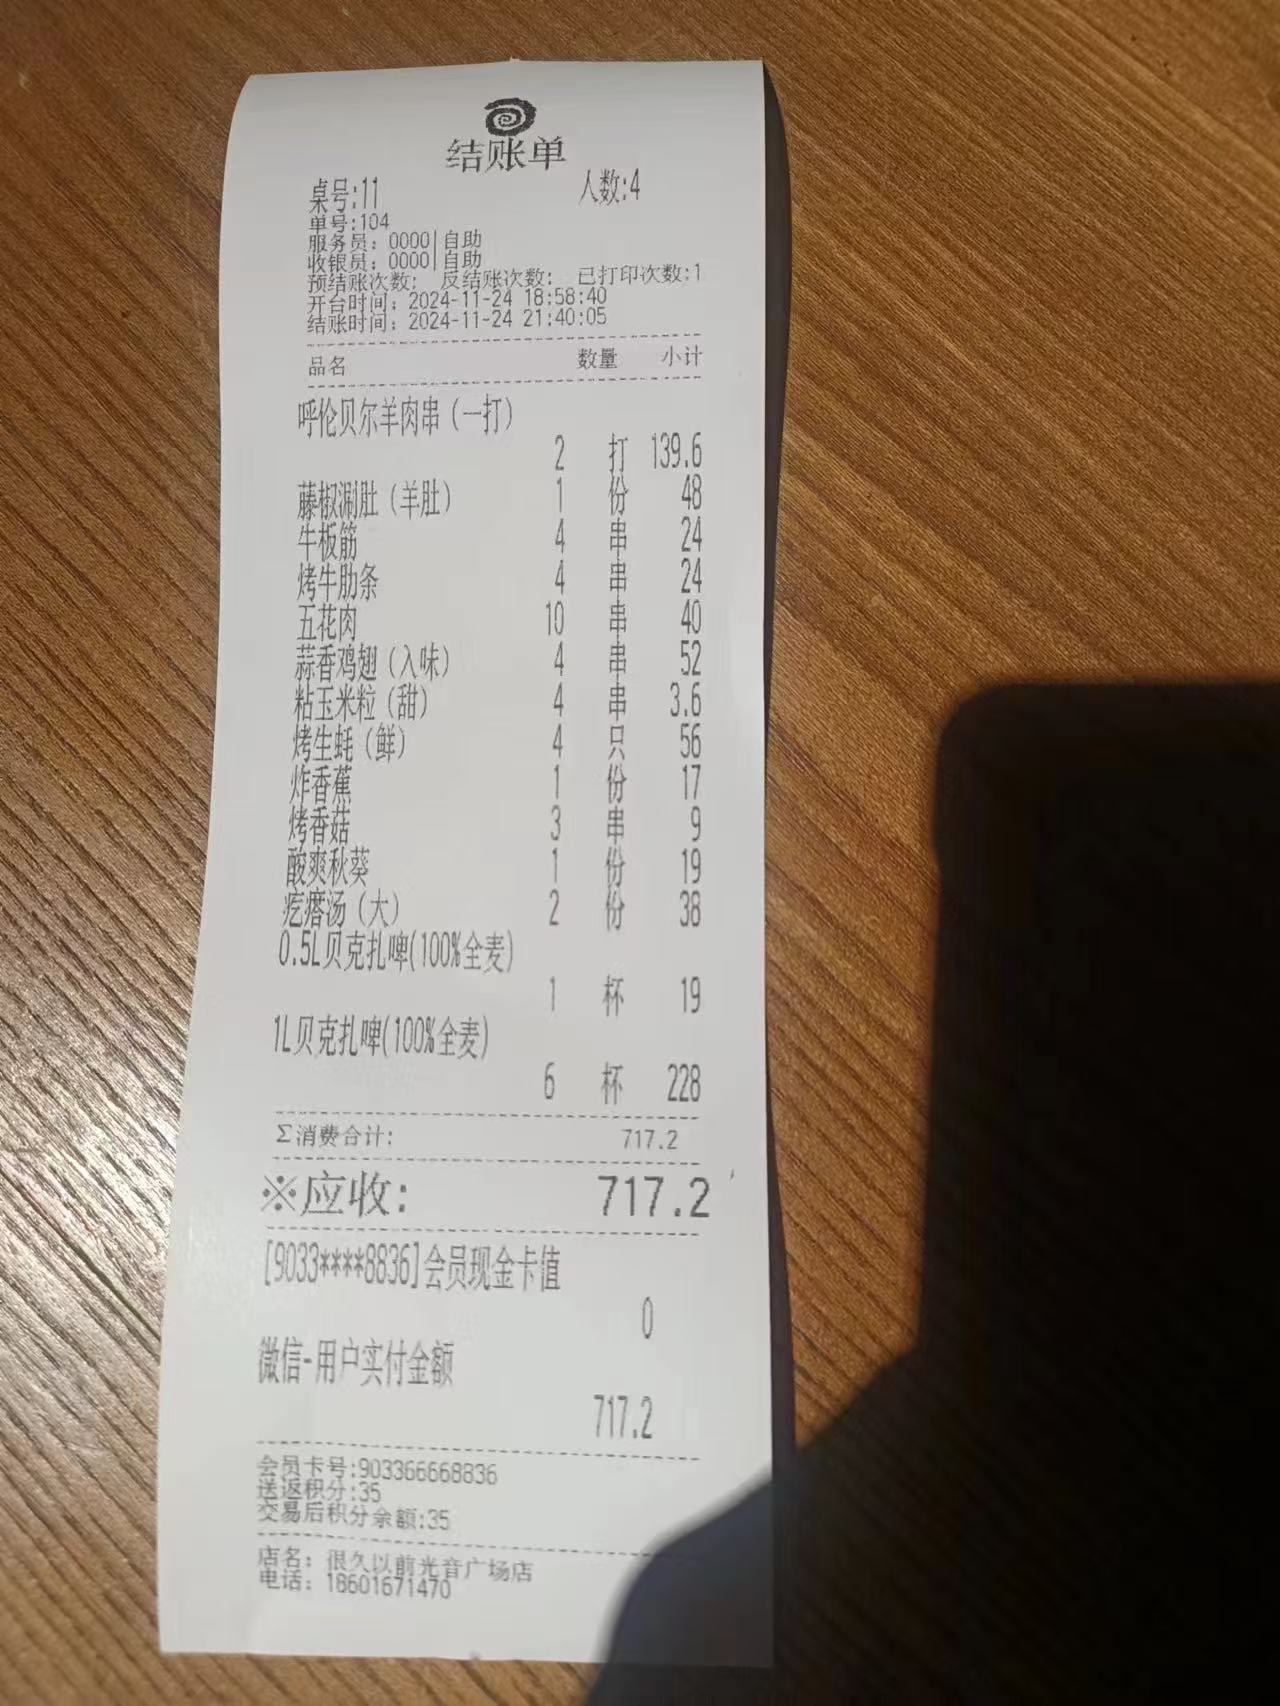 结账单
桌号:11 人数:4
单号:104
服务员: 0000|自助
收银员: 0000|自助
预结账次数: 反结账次数: 已打印次数:1
开台时间: 2024-11-24 18:58:40
结账时间: 2024-11-24 21:40:05
品名 数量 小计
呼伦贝尔羊肉串(一打)
2 打 139.6
藤椒涮肚(羊肚) 1 份 48
牛板筋 4 串 24
烤牛肋条 4 串 24
五花肉 10 串 40
蒜香鸡翅(入味) 4 串 52
粘玉米粒(甜) 4 串 3.6
烤生蚝(鲜) 4 只 56
炸香蕉 1 份 17
烤香菇 3 串 9
酸爽秋葵 1 份 19
疙瘩汤(大) 2 份 38
0.5L贝克扎啤(100%全麦)
1 杯 19
1L贝克扎啤(100%全麦)
6 杯 228
Σ消费合计: 717.2
※应收: 717.2
[9033****8836]会员现金卡值
0
微信-用户实付金额
717.2
会员卡号:903366668836
送返积分:35
交易后积分余额:35
店名: 很久以前光音广场店
电话: 18601671470